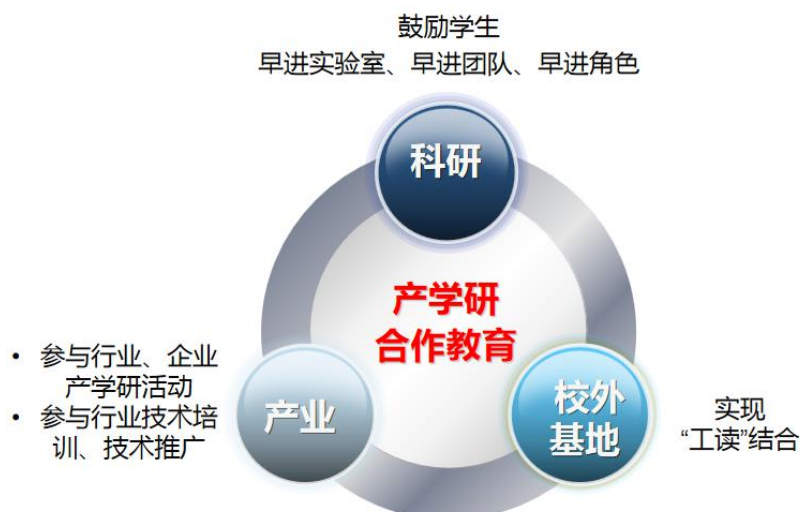 鼓励学生
早进实验室、早进团队、早进角色
科研
产学研
合作教育
• 参与行业、企业
产学研活动
• 参与行业技术培
训、技术推广
产业
校外
基地
实现
“工读”结合